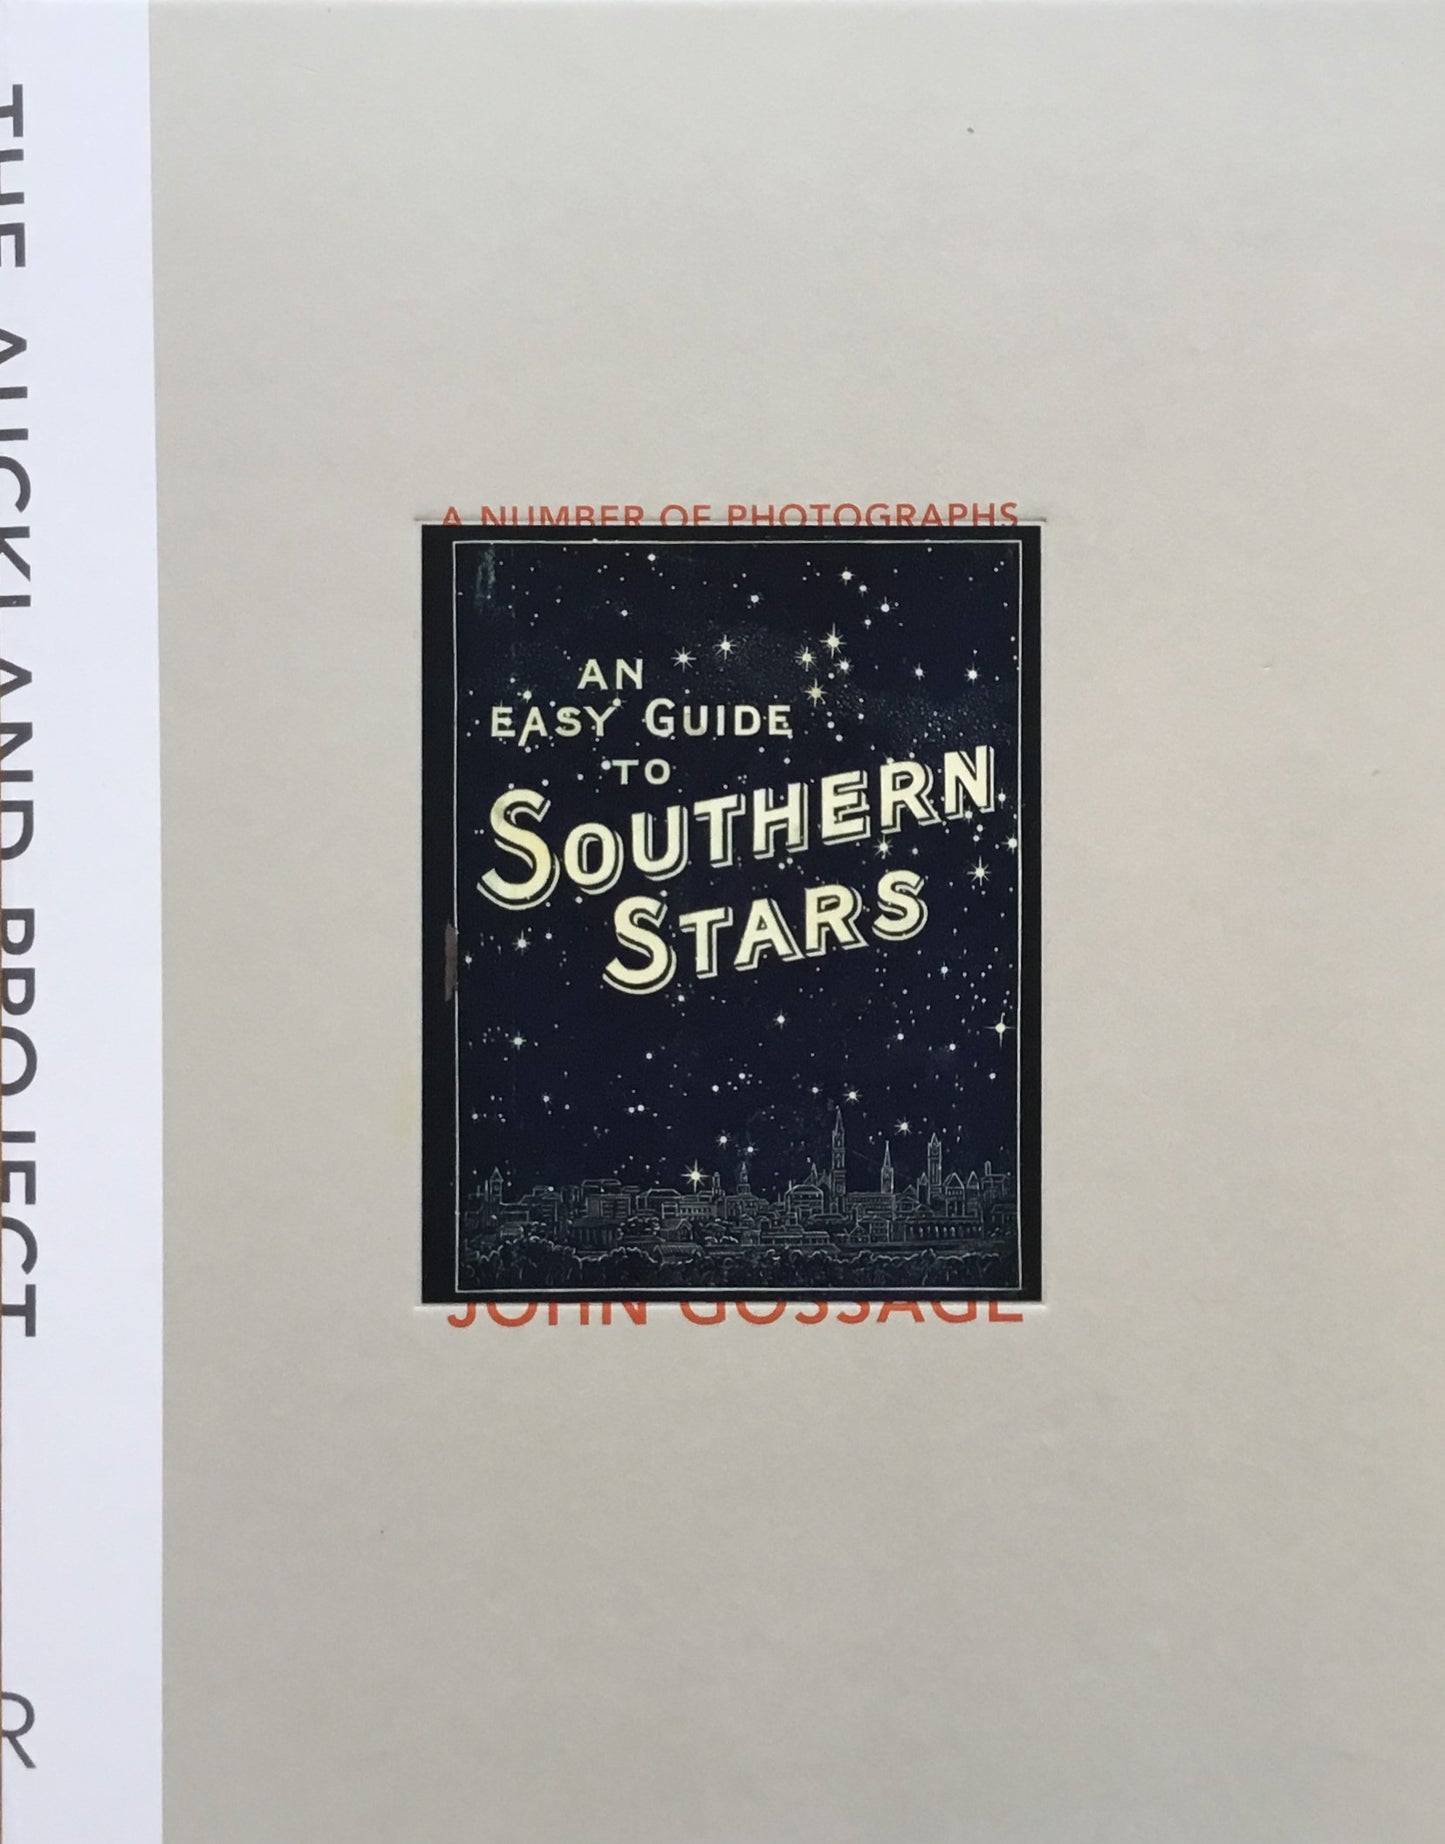 THE AUCKLAND PROJECT
R
A NUMBER OF PHOTOGRAPHS
AN
EASY GUIDE
TO
SOUTHERN
STARS
JOHN GOSSAGE